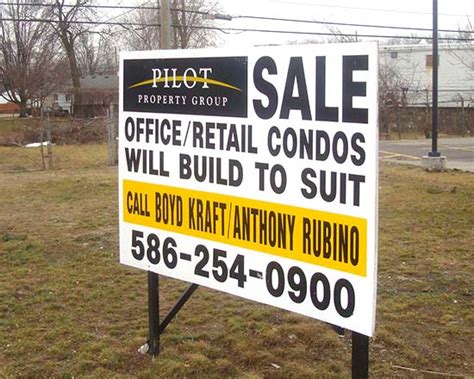 PILOT
PROPERTY GROUP
SALE
OFFICE/RETAIL CONDOS
WILL BUILD TO SUIT
CALL BOYD KRAFT/ANTHONY RUBINO
586-254-0900